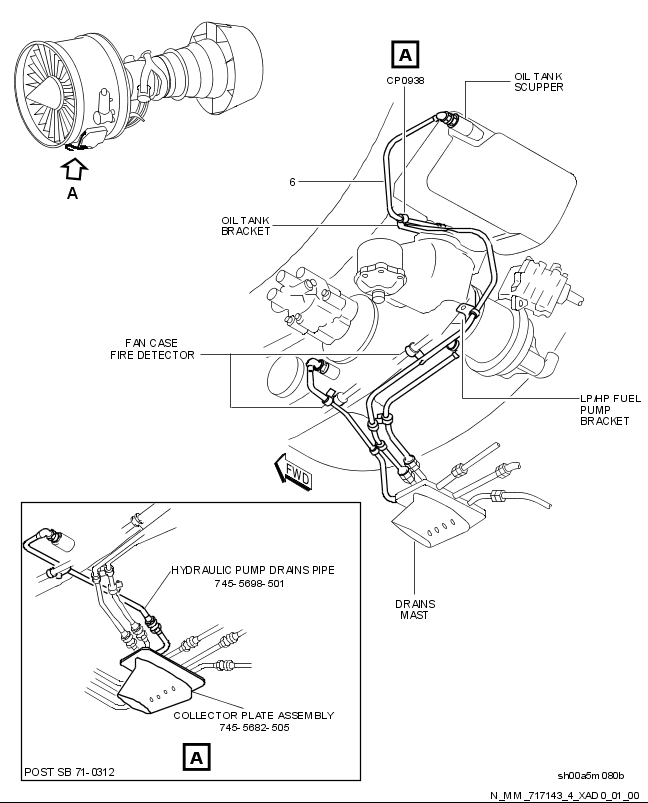 A
CP0938
OIL TANK
SCUPPER
A
6
OIL TANK
BRACKET
FAN CASE
FIRE DETECTOR
LP/HP FUEL
PUMP
BRACKET
FWD
HYDRAULIC PUMP DRAINS PIPE
745-5698-501
DRAINS
MAST
COLLECTOR PLATE ASSEMBLY
745-5682-505
A
POST SB 71-0312
sh00a5m080b
N_MM_717143_4_XAD0_01_00